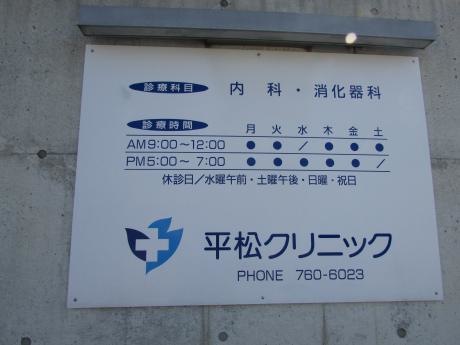 診療科目 内科・消化器科
診療時間 月 火 水 木 金 土
AM9:00〜12:00 ● ● ／ ● ● ●
PM5:00〜 7:00 ● ● ● ● ● ／
休診日／水曜午前・土曜午後・日曜・祝日
平松クリニック
PHONE 760-6023